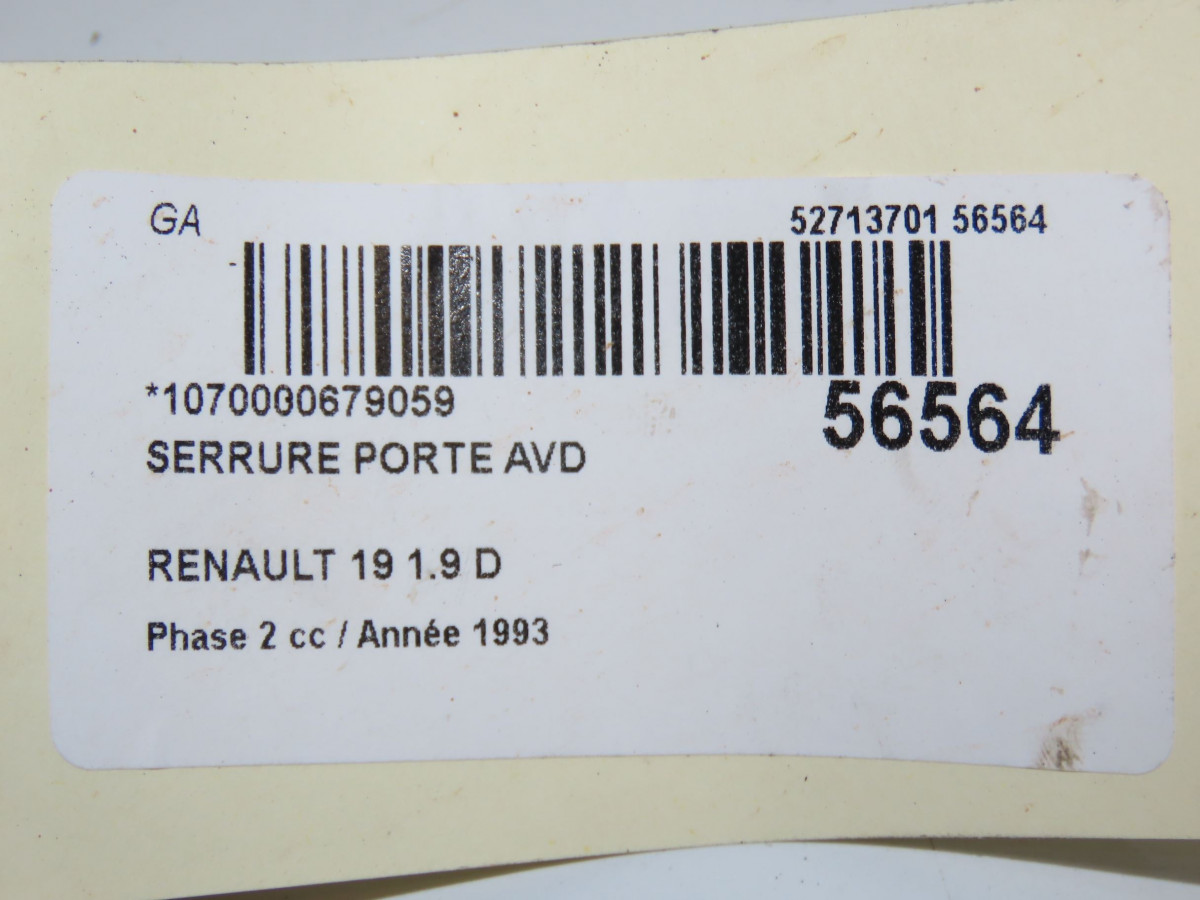 GA 52713701 56564
*1070000679059 56564
SERRURE PORTE AVD
RENAULT 19 1.9 D
Phase 2 cc / Année 1993